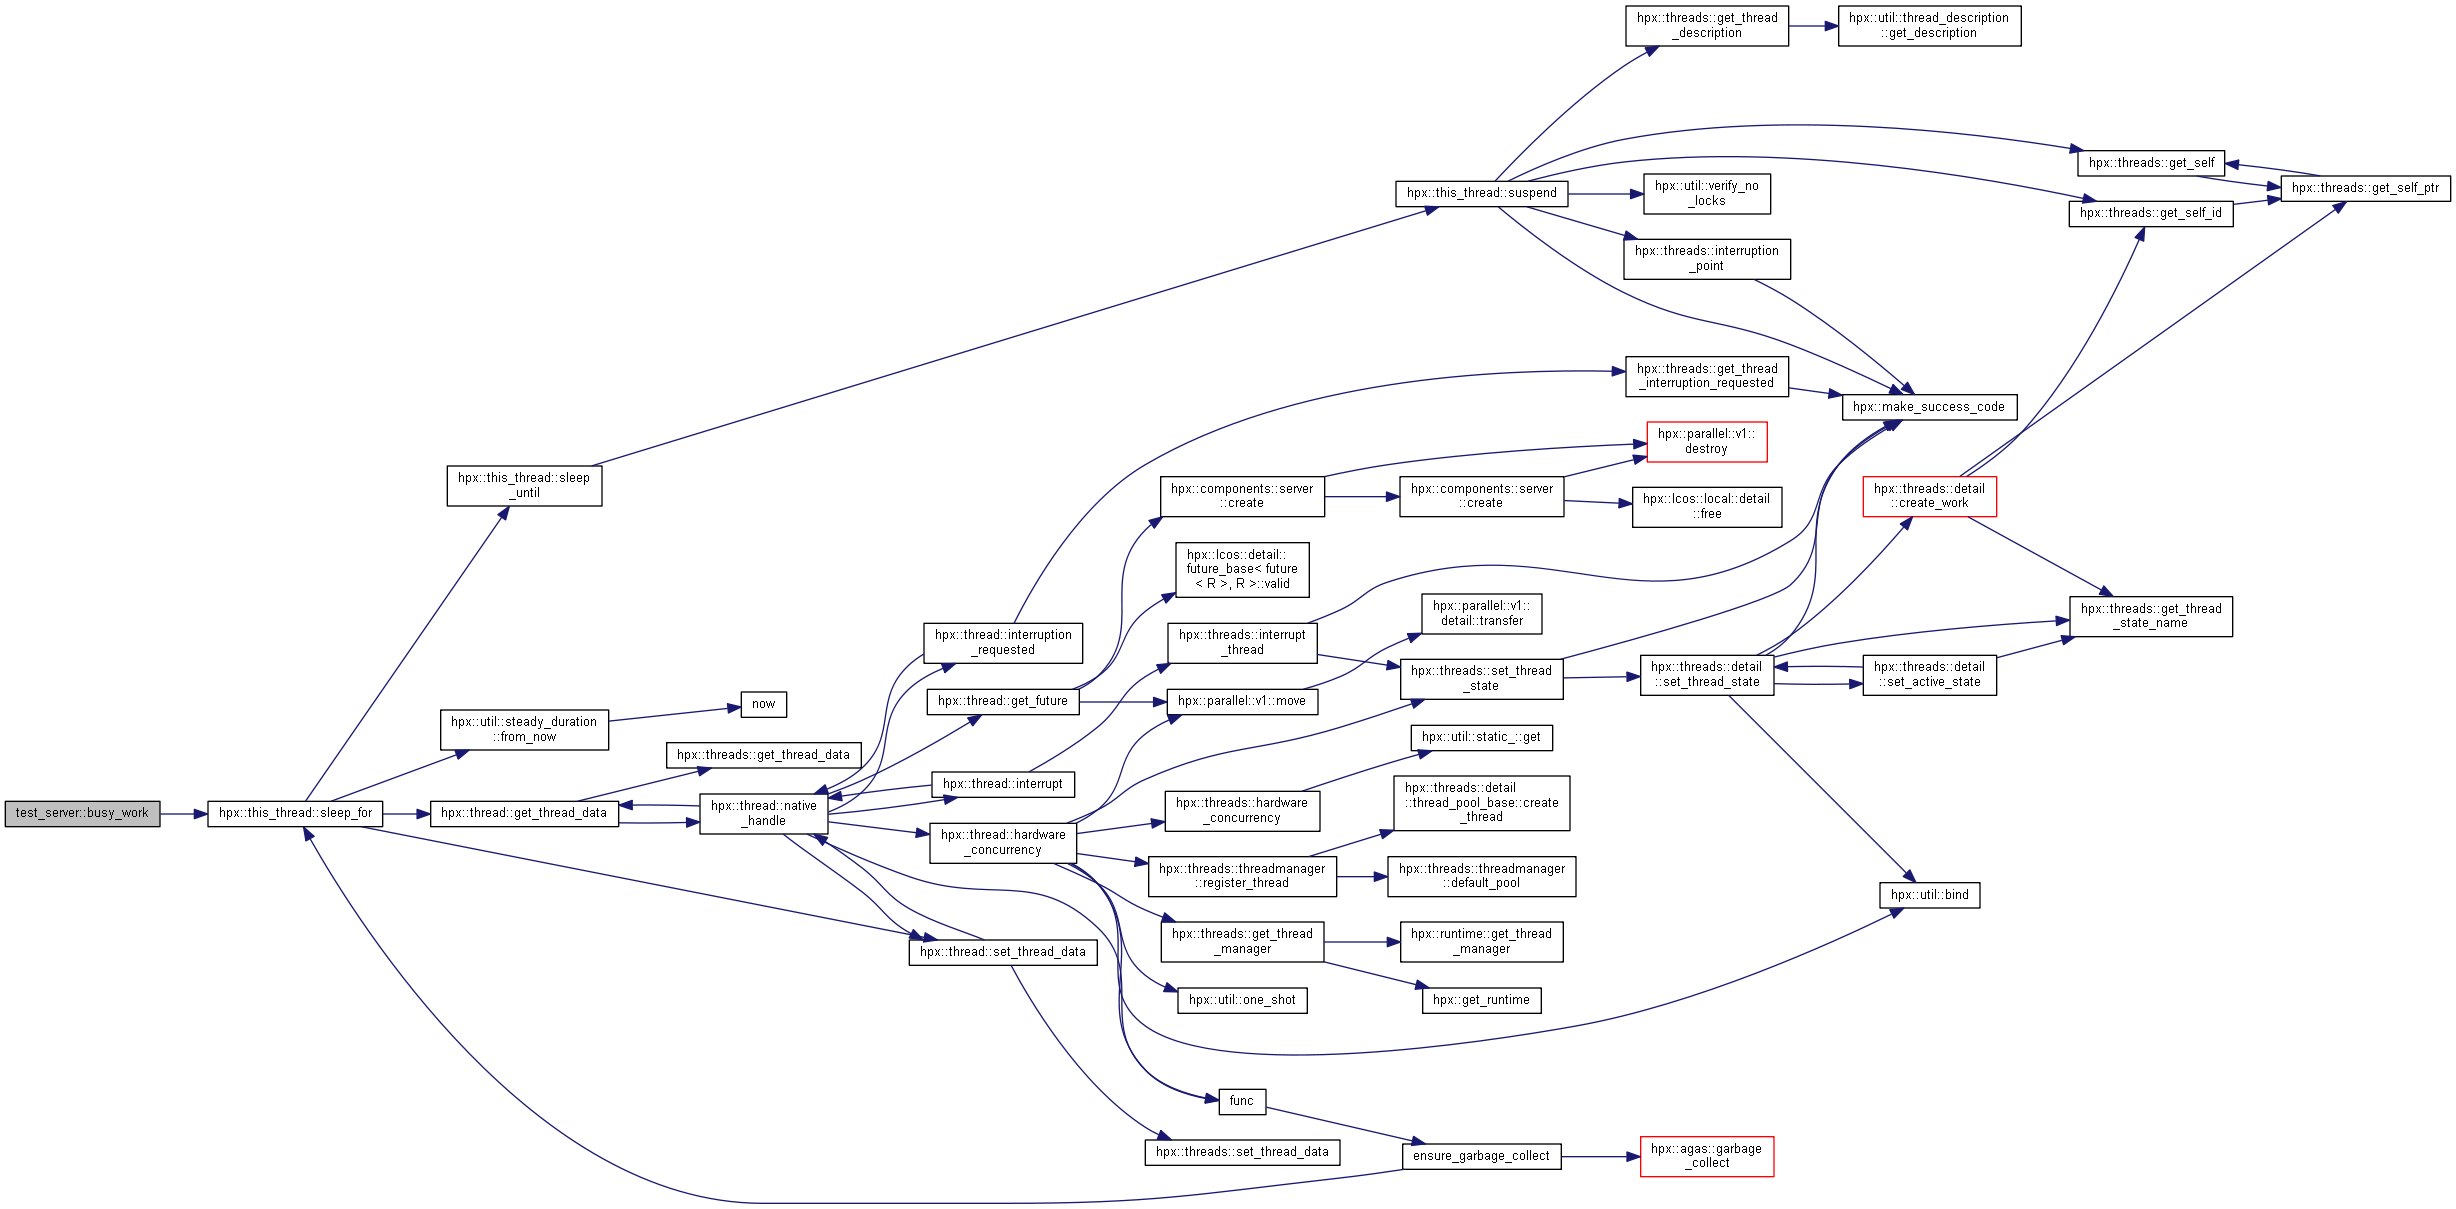 test_server::busy_work
hpx::this_thread::sleep_for
hpx::this_thread::sleep
_until
hpx::util::steady_duration
::from_now
hpx::thread::get_thread_data
now
hpx::threads::get_thread_data
hpx::thread::native
_handle
hpx::thread::interruption
_requested
hpx::thread::get_future
hpx::thread::interrupt
hpx::thread::hardware
_concurrency
hpx::thread::set_thread_data
hpx::components::server
::create
hpx::lcos::detail::
future_base< future
< R >, R >::valid
hpx::threads::interrupt
_thread
hpx::parallel::v1::move
hpx::threads::hardware
_concurrency
hpx::threads::threadmanager
::register_thread
hpx::threads::get_thread
_manager
hpx::util::one_shot
func
hpx::threads::set_thread_data
hpx::this_thread::suspend
hpx::components::server
::create
hpx::parallel::v1::
detail::transfer
hpx::threads::set_thread
_state
hpx::util::static_::get
hpx::threads::detail
::thread_pool_base::create
_thread
hpx::threads::threadmanager
::default_pool
hpx::runtime::get_thread
_manager
hpx::get_runtime
ensure_garbage_collect
hpx::threads::get_thread
_description
hpx::util::verify_no
_locks
hpx::threads::interruption
_point
hpx::threads::get_thread
_interruption_requested
hpx::parallel::v1::
destroy
hpx::lcos::local::detail
::free
hpx::threads::detail
::set_thread_state
hpx::agas::garbage
_collect
hpx::util::thread_description
::get_description
hpx::make_success_code
hpx::threads::detail
::create_work
hpx::threads::detail
::set_active_state
hpx::util::bind
hpx::threads::get_self
hpx::threads::get_self_id
hpx::threads::get_thread
_state_name
hpx::threads::get_self_ptr